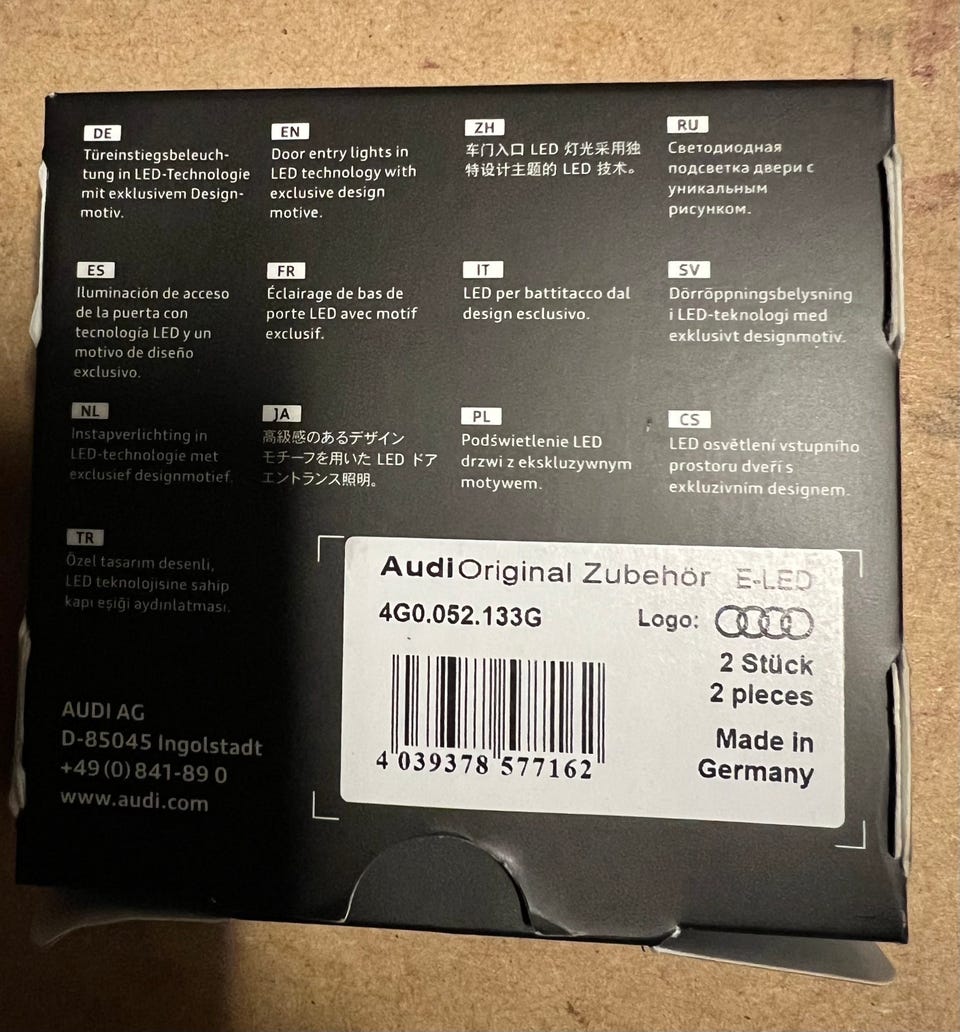 DE
Türeinstiegsbeleuch-
tung in LED-Technologie
mit exklusivem Design-
motiv.
EN
Door entry lights in
LED technology with
exclusive design
motive.
ZH
车门入口 LED 灯光采用独
特设计主题的 LED 技术。
RU
Светодиодная
подсветка двери с
уникальным
рисунком.
ES
Iluminación de acceso
de la puerta con
tecnología LED y un
motivo de diseño
exclusivo.
FR
Éclairage de bas de
porte LED avec motif
exclusif.
IT
LED per battitacco dal
design esclusivo.
SV
Dörröppningsbelysning
i LED-teknologi med
exklusivt designmotiv.
NL
Instapverlichting in
LED-technologie met
exclusief designmotief.
JA
高級感のあるデザイン
モチーフを用いた LED ドア
エントランス照明。
PL
Podświetlenie LED
drzwi z ekskluzywnym
motywem.
CS
LED osvětlení vstupního
prostoru dveří s
exkluzivním designem.
TR
Özel tasarım desenli,
LED teknolojisine sahip
kapı eşiği aydınlatması.
AUDI AG
D-85045 Ingolstadt
+49 (0) 841-89 0
www.audi.com
Audi Original Zubehör E-LED
4G0.052.133G
Logo:
2 Stück
2 pieces
Made in
Germany
4 039378 577162